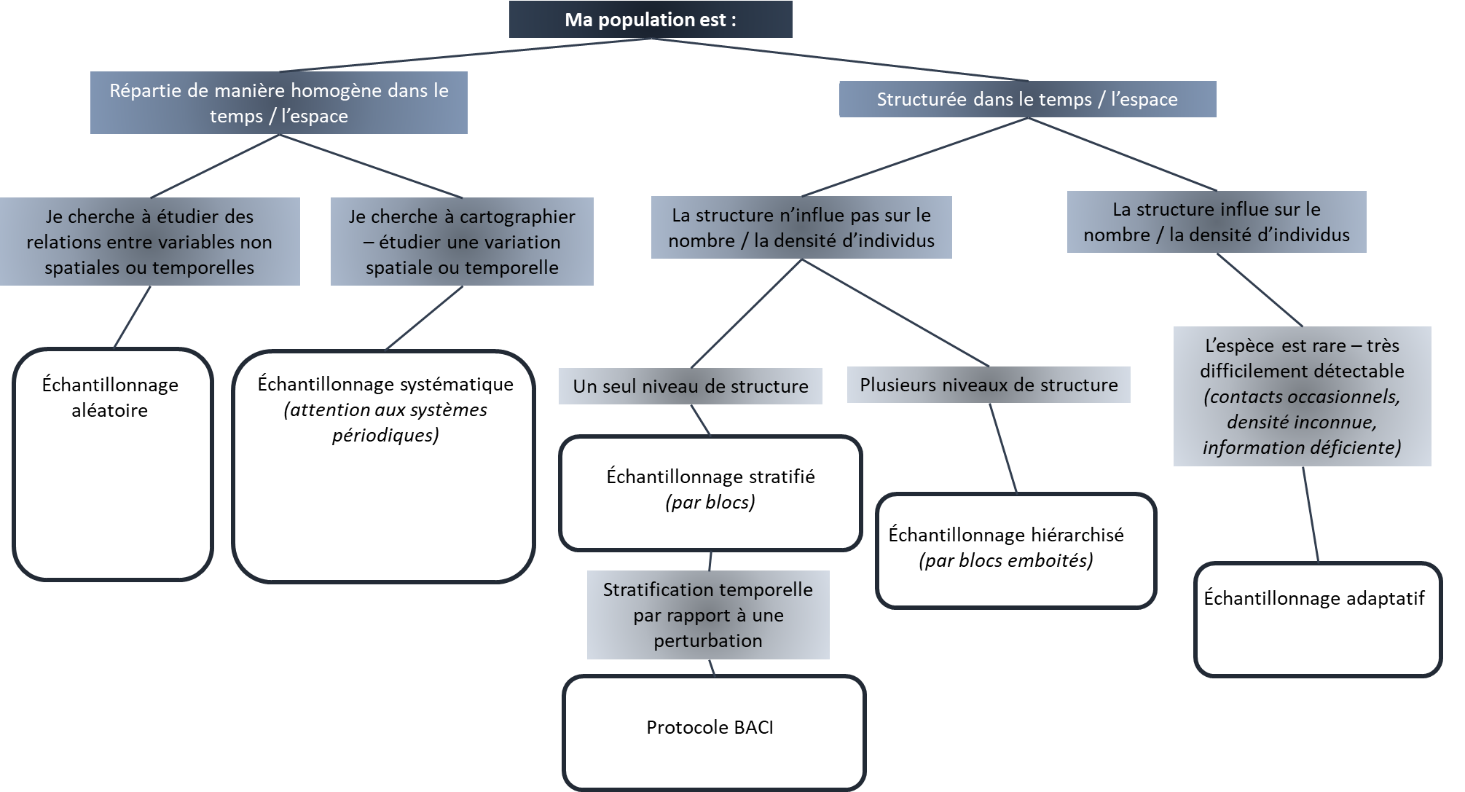 Ma population est :
Répartie de manière homogène dans le
temps / l'espace
Structurée dans le temps / l'espace
Je cherche à étudier des
relations entre variables non
spatiales ou temporelles
Je cherche à cartographier
– étudier une variation
spatiale ou temporelle
La structure n'influe pas sur le
nombre / la densité d'individus
La structure influe sur le
nombre / la densité d'individus
Échantillonnage
aléatoire
Échantillonnage systématique
(attention aux systèmes
périodiques)
Un seul niveau de structure
Plusieurs niveaux de structure
L'espèce est rare – très
difficilement détectable
(contacts occasionnels,
densité inconnue,
information déficiente)
Échantillonnage stratifié
(par blocs)
Échantillonnage hiérarchisé
(par blocs emboités)
Échantillonnage adaptatif
Stratification temporelle
par rapport à une
perturbation
Protocole BACI